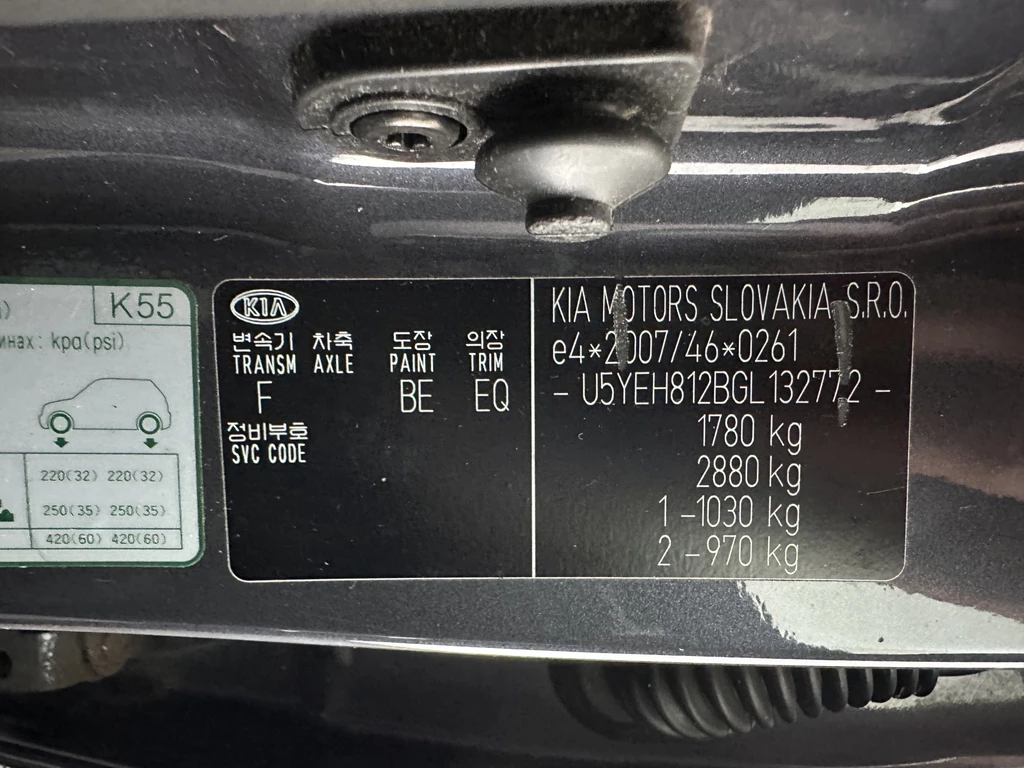 K55
инах: kpa(psi)
220(32) 220(32)
250(35) 250(35)
420(60) 420(60)
KIA
변속기 차축 도장 의장
TRANSM AXLE PAINT TRIM
F BE EQ
정비부호
SVC CODE
KIA MOTORS SLOVAKIA S.R.O.
e4*2007/46*0261
- U5YEH812BGL132772 -
1780 kg
2880 kg
1 -1030 kg
2 -970 kg